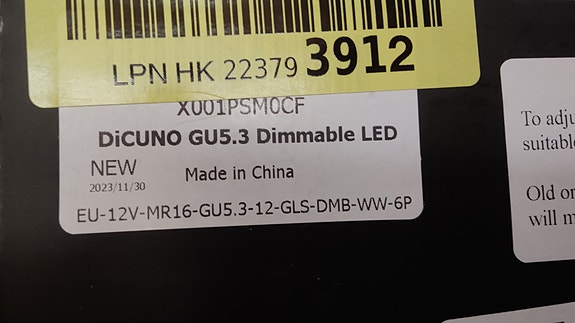 LPN HK 22379 3912
X001PSM0CF
DiCUNO GU5.3 Dimmable LED
NEW
2023/11/30
Made in China
EU-12V-MR16-GU5.3-12-GLS-DMB-WW-6P
To adju
suitable
Old or
will m